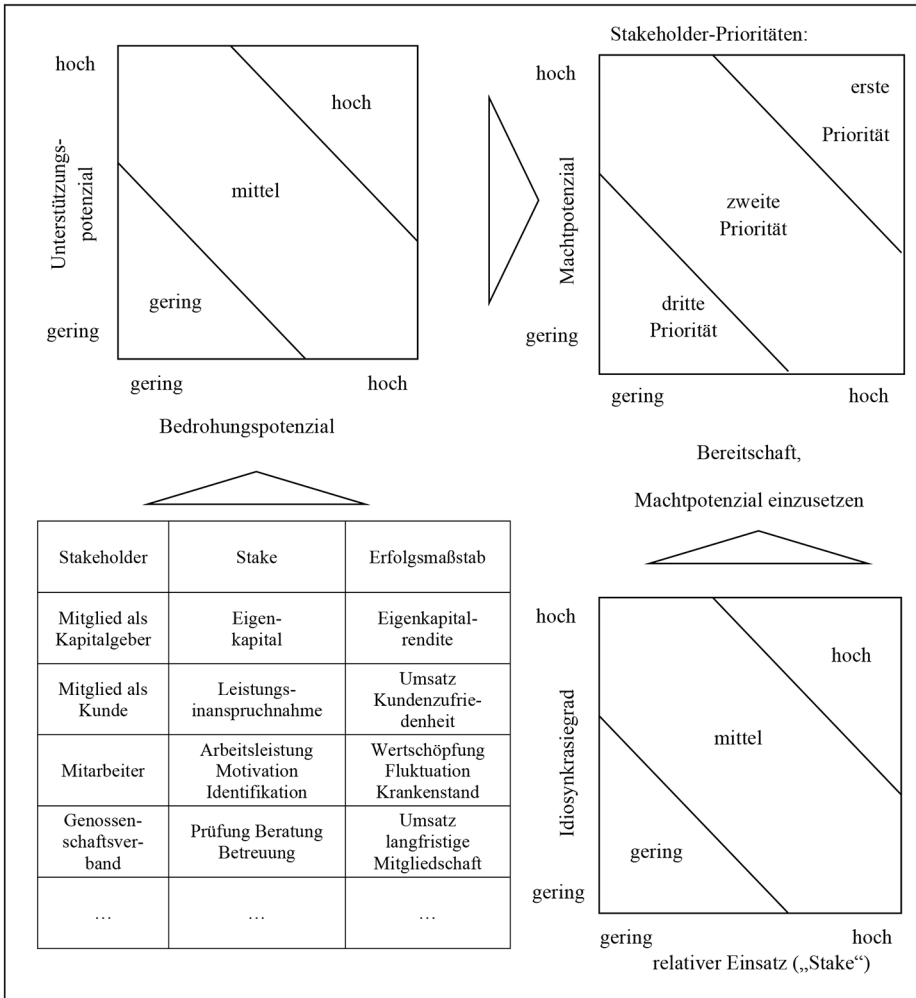 hoch
Unterstützungs-
potenzial
gering
hoch
mittel
gering
gering
hoch
Bedrohungspotenzial
Stakeholder-Prioritäten:
hoch
Machtpotenzial
gering
erste
Priorität
zweite
Priorität
dritte
Priorität
gering
hoch
Bereitschaft,
Machtpotenzial einzusetzen
Stakeholder
Stake
Erfolgsmaßstab
Mitglied als
Kapitalgeber
Eigen-
kapital
Eigenkapital-
rendite
Mitglied als
Kunde
Leistungs-
inanspruchnahme
Umsatz
Kundenzufrie-
denheit
Mitarbeiter
Arbeitsleistung
Motivation
Identifikation
Wertschöpfung
Fluktuation
Krankenstand
Genossen-
schaftsver-
band
Prüfung Beratung
Betreuung
Umsatz
langfristige
Mitgliedschaft
…
…
…
hoch
Idiosynkrasiegrad
gering
hoch
mittel
gering
gering
hoch
relativer Einsatz („Stake“)